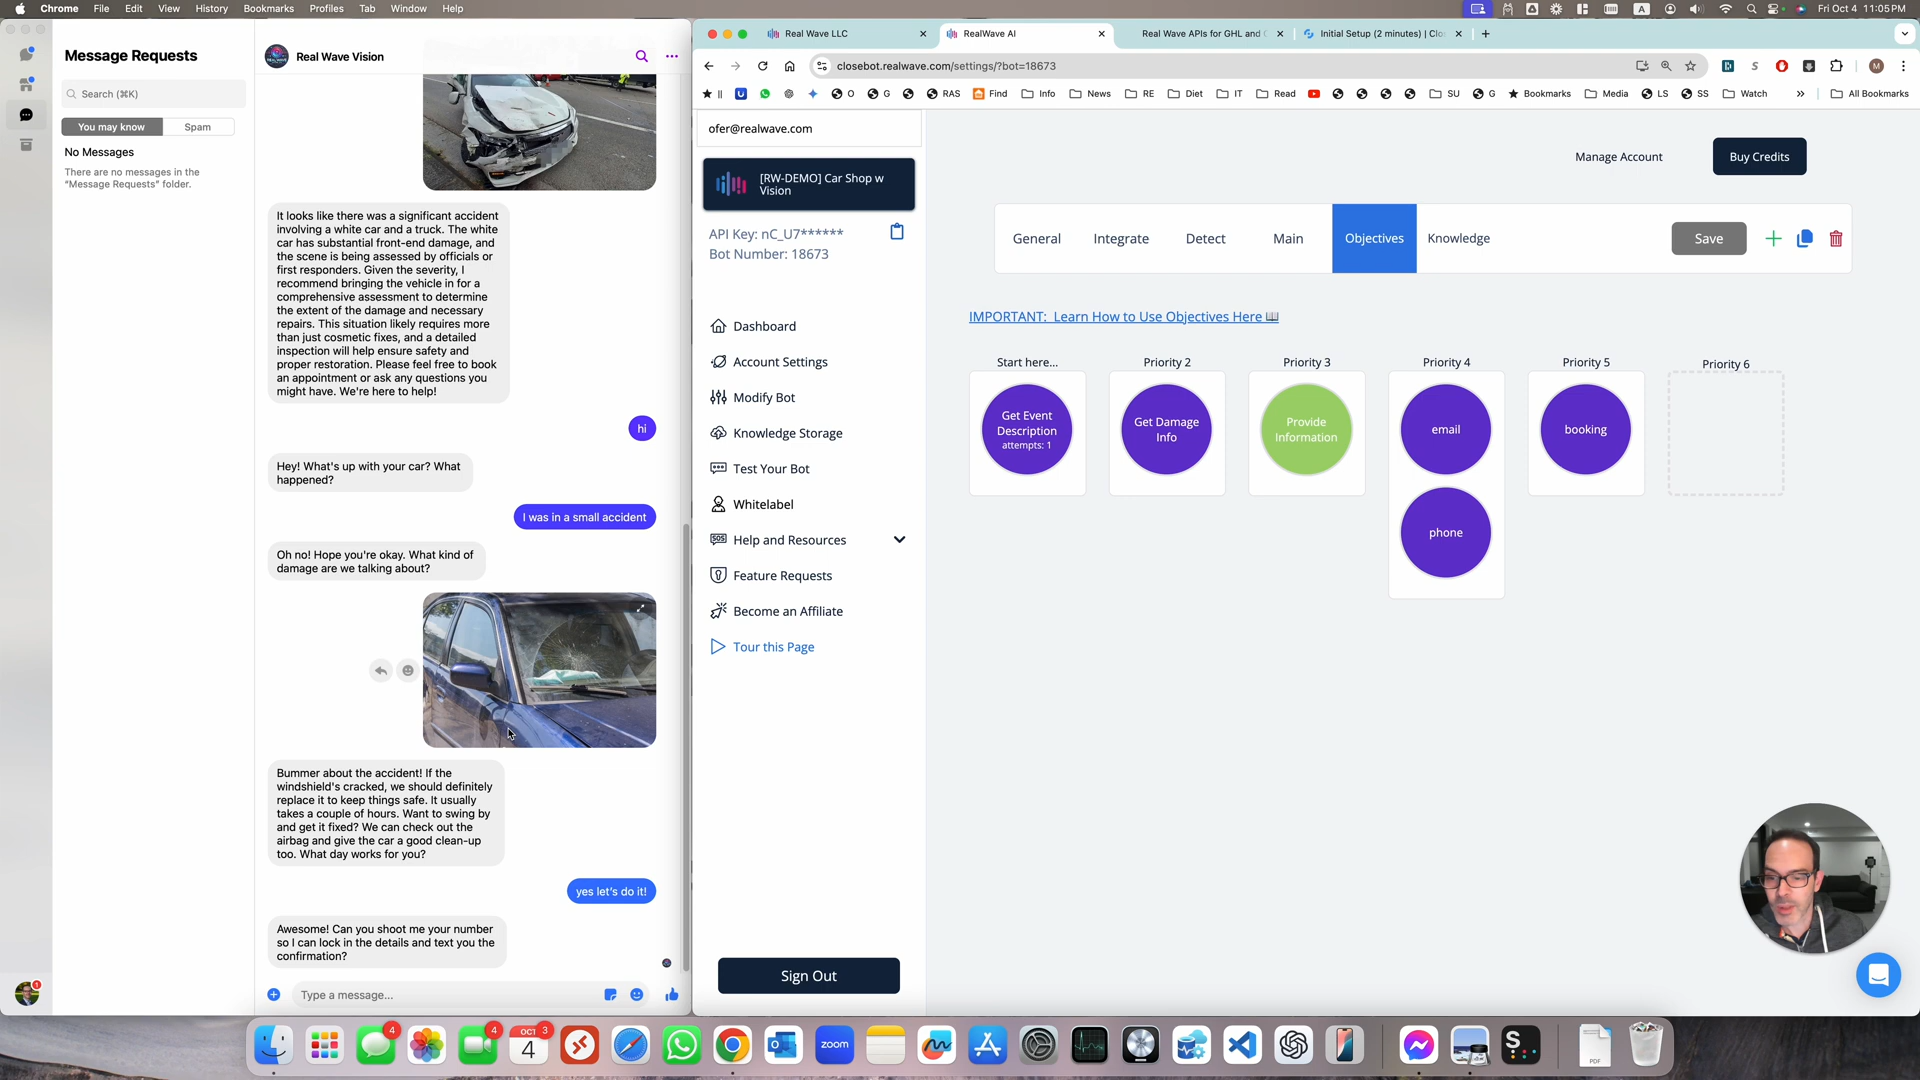 Chrome
File
Edit
View
History
Bookmarks
Profiles
Tab
Window
Help
Fri Oct 4 11:05PM
Message Requests
Search (⌘K)
You may know
Spam
No Messages
There are no messages in the
“Message Requests” folder.
Real Wave Vision
It looks like there was a significant accident
involving a white car and a truck. The white
car has substantial front-end damage, and
the scene is being assessed by officials or
first responders. Given the severity, I
recommend bringing the vehicle in for a
comprehensive assessment to determine
the extent of the damage and necessary
repairs. This situation likely requires more
than just cosmetic fixes, and a detailed
inspection will help ensure safety and
proper restoration. Please feel free to book
an appointment or ask any questions you
might have. We're here to help!
hi
Hey! What's up with your car? What
happened?
I was in a small accident
Oh no! Hope you're okay. What kind of
damage are we talking about?
Bummer about the accident! If the
windshield's cracked, we should definitely
replace it to keep things safe. It usually
takes a couple of hours. Want to swing by
and get it fixed? We can check out the
airbag and give the car a good clean-up
too. What day works for you?
yes let's do it!
Awesome! Can you shoot me your number
so I can lock in the details and text you the
confirmation?
Type a message...
Real Wave LLC
RealWave AI
Real Wave APIs for GHL and
Initial Setup (2 minutes) | Clo
closebot.realwave.com/settings/?bot=18673
||
O
G
RAS
Find
Info
News
RE
Diet
IT
Read
SU
G
Bookmarks
Media
LS
SS
Watch
All Bookmarks
ofer@realwave.com
[RW-DEMO] Car Shop w
Vision
API Key: nC_U7******
Bot Number: 18673
Dashboard
Account Settings
Modify Bot
Knowledge Storage
Test Your Bot
Whitelabel
Help and Resources
Feature Requests
Become an Affiliate
Tour this Page
Sign Out
Manage Account
Buy Credits
General
Integrate
Detect
Main
Objectives
Knowledge
Save
IMPORTANT: Learn How to Use Objectives Here
Start here...
Priority 2
Priority 3
Priority 4
Priority 5
Priority 6
Get Event
Description
attempts: 1
Get Damage
Info
Provide
Information
email
booking
phone
1
4
4
OCT
3
4
zoom
PDF